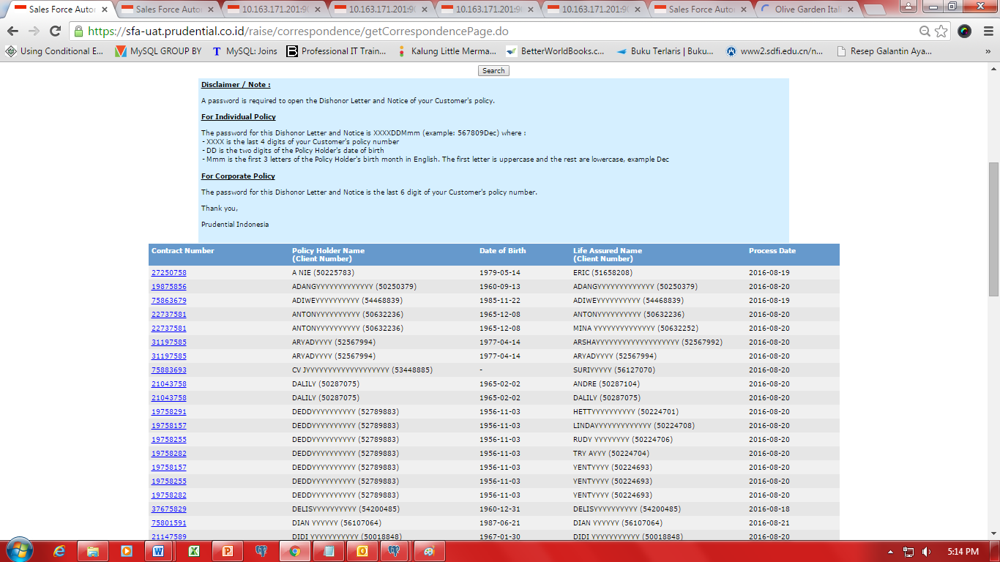 Sales Force Auto
Sales Force Auto
10.163.171.201:90
10.163.171.201:90
10.163.171.201:90
10.163.171.201:90
Sales Force Auto
Olive Garden Itali
https://sfa-uat.prudential.co.id/raise/correspondence/getCorrespondencePage.do
Using Conditional E...
MySQL GROUP BY
MySQL: Joins
Professional IT Train...
Kalung Little Merma...
BetterWorldBooks.c...
Buku Terlaris | Buku...
www2.sdfi.edu.cn/n...
Resep Galantin Aya...
»
Search
Disclaimer / Note :
A password is required to open the Dishonor Letter and Notice of your Customer's policy.
For Individual Policy
The password for this Dishonor Letter and Notice is XXXXDDMmm (example: 567809Dec) where :
- XXXX is the last 4 digits of your Customer's policy number
- DD is the two digits of the Policy Holder's date of birth
- Mmm is the first 3 letters of the Policy Holder's birth month in English. The first letter is uppercase and the rest are lowercase, example Dec
For Corporate Policy
The password for this Dishonor Letter and Notice is the last 6 digit of your Customer's policy number.
Thank you,
Prudential Indonesia
Contract Number Policy Holder Name (Client Number) Date of Birth Life Assured Name (Client Number) Process Date
27250758 A NIE (50225783) 1979-05-14 ERIC (51658208) 2016-08-19
19875856 ADANGYYYYYYYYYYYYY (50250379) 1960-09-13 ADANGYYYYYYYYYYYYY (50250379) 2016-08-20
75863679 ADIWEYYYYYYYYYY (54468839) 1985-11-22 ADIWEYYYYYYYYYY (54468839) 2016-08-19
22737581 ANTONYYYYYYYYYY (50632236) 1965-12-08 ANTONYYYYYYYYYY (50632236) 2016-08-20
22737581 ANTONYYYYYYYYYY (50632236) 1965-12-08 MINA YYYYYYYYYYYYYY (50632252) 2016-08-20
31197585 ARYADYYYY (52567994) 1977-04-14 ARSHAYYYYYYYYYYYYYYYYYYY (52567992) 2016-08-20
31197585 ARYADYYYY (52567994) 1977-04-14 ARYADYYYY (52567994) 2016-08-20
75883693 CV JYYYYYYYYYYYYYYYYYYY (53448885) - SURIYYYYY (56127070) 2016-08-20
21043758 DALILY (50287075) 1965-02-02 ANDRE (50287104) 2016-08-20
21043758 DALILY (50287075) 1965-02-02 DALILY (50287075) 2016-08-20
19758291 DEDDYYYYYYYYYY (52789883) 1956-11-03 HETTYYYYYYYYYY (50224701) 2016-08-20
19758157 DEDDYYYYYYYYYY (52789883) 1956-11-03 LINDAYYYYYYYYYYYYY (50224708) 2016-08-20
19758255 DEDDYYYYYYYYYY (52789883) 1956-11-03 RUDY YYYYYYYY (50224706) 2016-08-20
19758282 DEDDYYYYYYYYYY (52789883) 1956-11-03 TRY AYYY (50224704) 2016-08-20
19758157 DEDDYYYYYYYYYY (52789883) 1956-11-03 YENTYYYY (50224693) 2016-08-20
19758255 DEDDYYYYYYYYYY (52789883) 1956-11-03 YENTYYYY (50224693) 2016-08-20
19758282 DEDDYYYYYYYYYY (52789883) 1956-11-03 YENTYYYY (50224693) 2016-08-20
37675829 DELISYYYYYYYYYY (54200485) 1960-12-31 DELISYYYYYYYYYY (54200485) 2016-08-18
75801591 DIAN YYYYYY (56107064) 1987-06-21 DIAN YYYYYY (56107064) 2016-08-21
21147589 DIDI YYYYYYYYYYY (50018848) 1967-01-30 DIDI YYYYYYYYYYY (50018848) 2016-08-20
5:14 PM